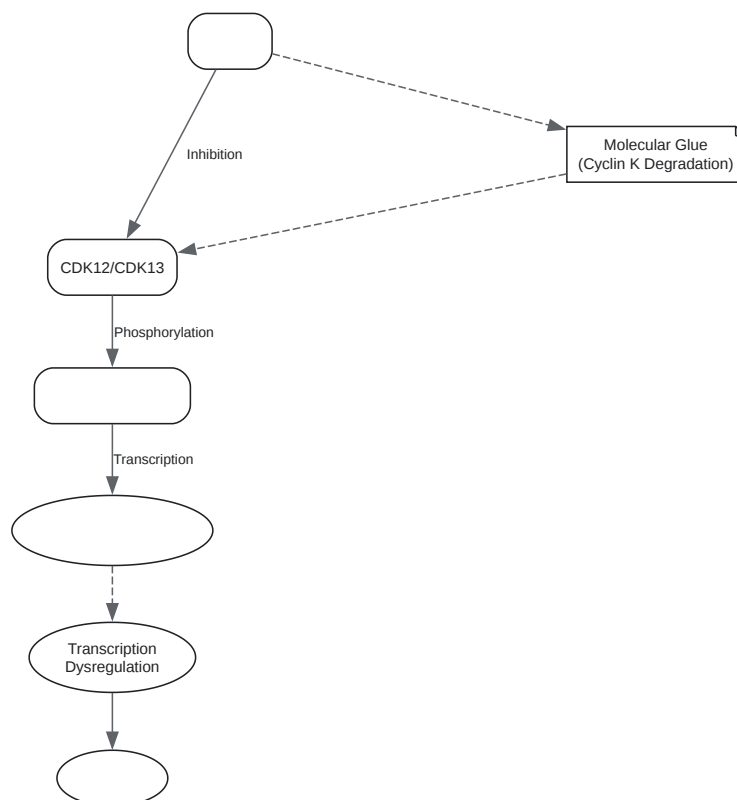 Molecular Glue
(Cyclin K Degradation)
Inhibition
CDK12/CDK13
Phosphorylation
Transcription
Transcription
Dysregulation